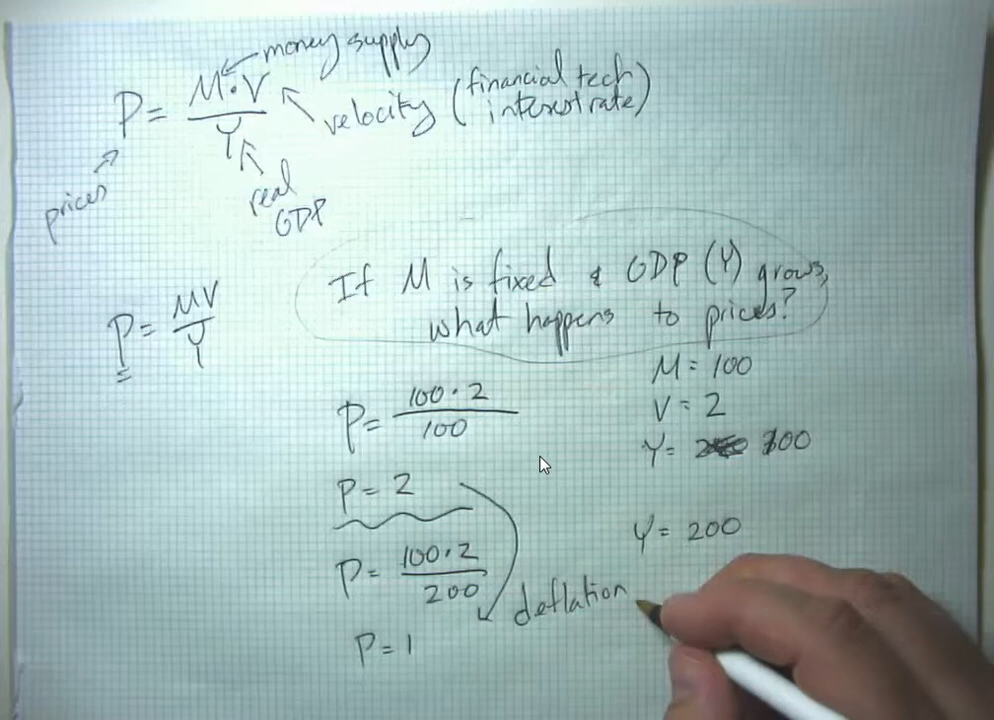 money supply
P = M·V / Y
velocity (financial tech
interest rate)
prices
real
GDP
If M is fixed & GDP (Y) grows,
what happens to prices?
P = MV / Y
M = 100
V = 2
Y = 100
P = 100·2 / 100
P = 2
Y = 200
P = 100·2 / 200
deflation
P = 1